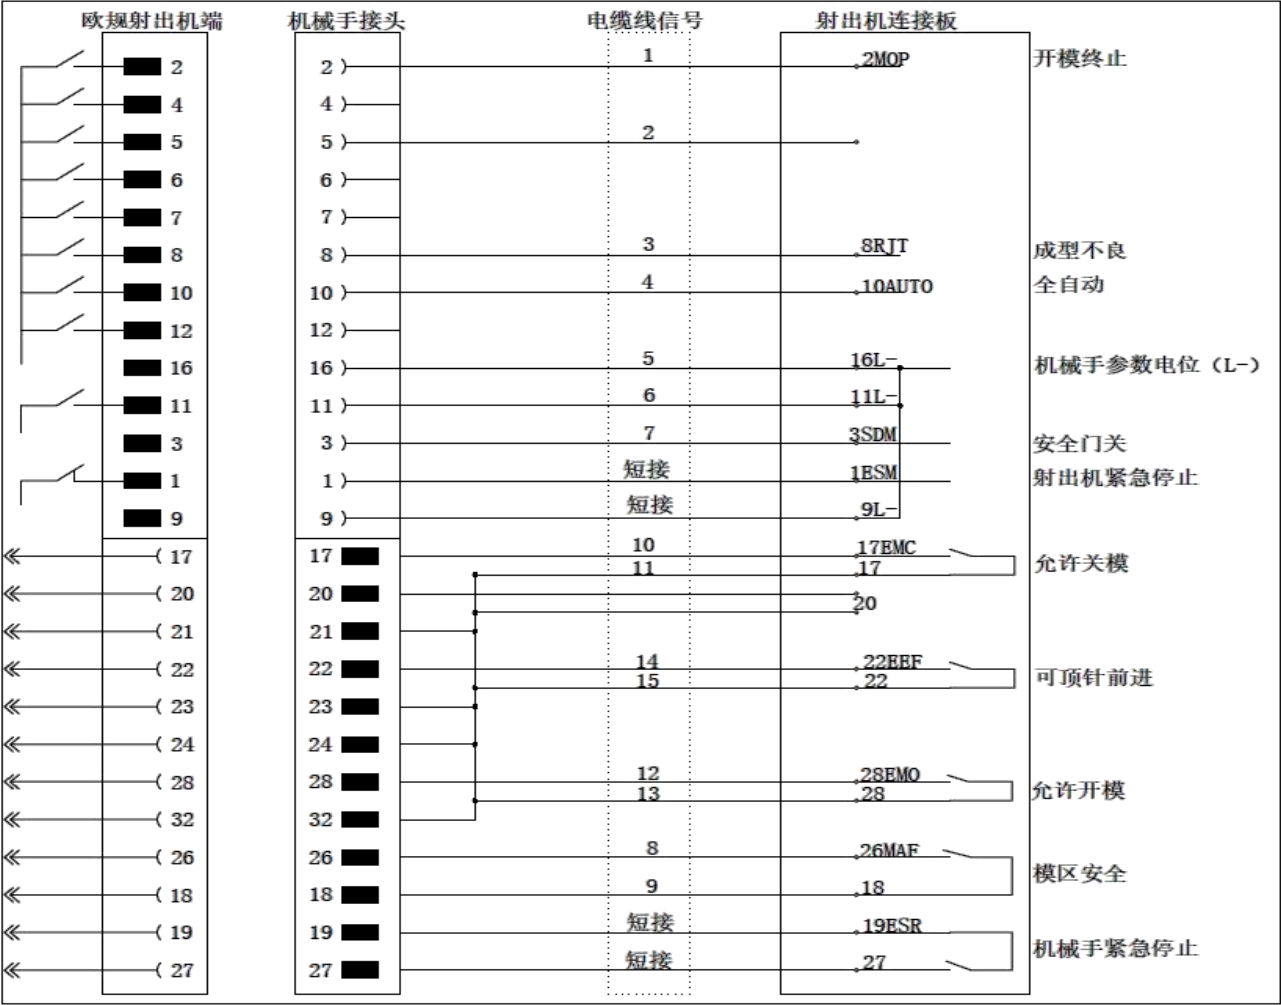 欧规射出机端 机械手接头 电缆线信号 射出机连接板
2 2 1 2MOP 开模终止
4 4
5 5 2
6 6
7 7
8 8 3 8RJT 成型不良
10 10 4 10AUTO 全自动
12 12
16 16 5 16L- 机械手参数电位（L-）
11 11 6 11L-
3 3 7 3SDM 安全门关
1 1 短接 1ESM 射出机紧急停止
9 9 短接 9L-
17 17 10 17EMC 允许关模
11 17
20 20 20
21 21
22 22 14 22EEF 可顶针前进
15 22
23 23
24 24
28 28 12 28EMO 允许开模
13 28
32 32
26 26 8 26MAF 模区安全
18 18 9 18
19 19 短接 19ESR 机械手紧急停止
27 27 短接 27